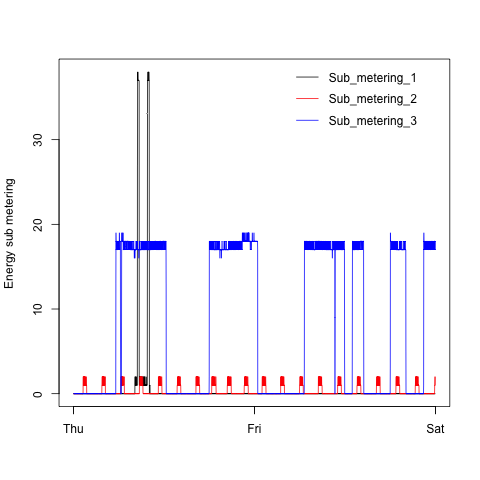 Sub_metering_1
Sub_metering_2
Sub_metering_3
Energy sub metering
30
20
10
0
Thu Fri Sat